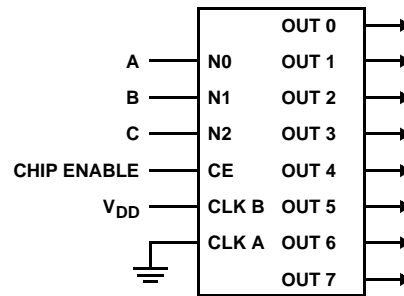 OUT 0
A N0 OUT 1
B N1 OUT 2
C N2 OUT 3
CHIP ENABLE CE OUT 4
VDD CLK B OUT 5
CLK A OUT 6
OUT 7